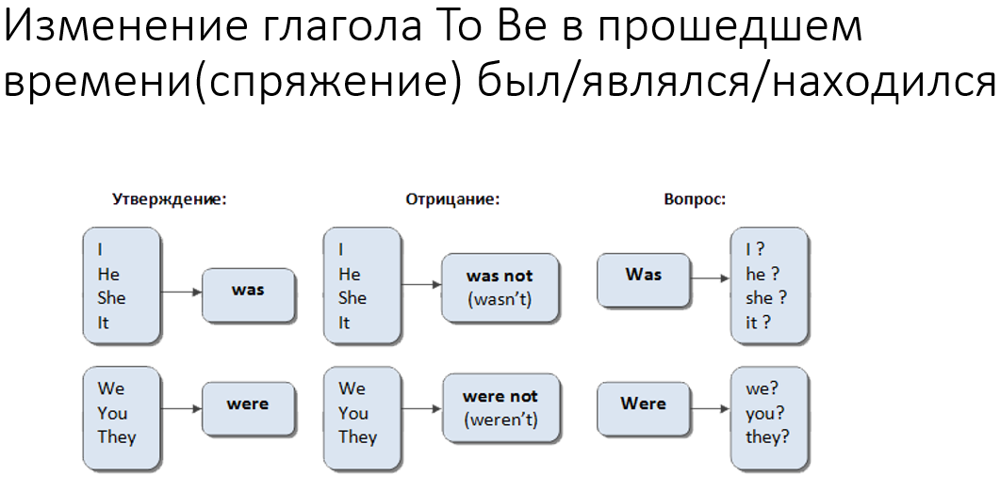 Изменение глагола To Be в прошедшем
времени(спряжение) был/являлся/находился
Утверждение:
I
He
She
It
was
We
You
They
were
Отрицание:
I
He
She
It
was not
(wasn't)
We
You
They
were not
(weren't)
Вопрос:
Was
I ?
he ?
she ?
it ?
Were
we?
you?
they?